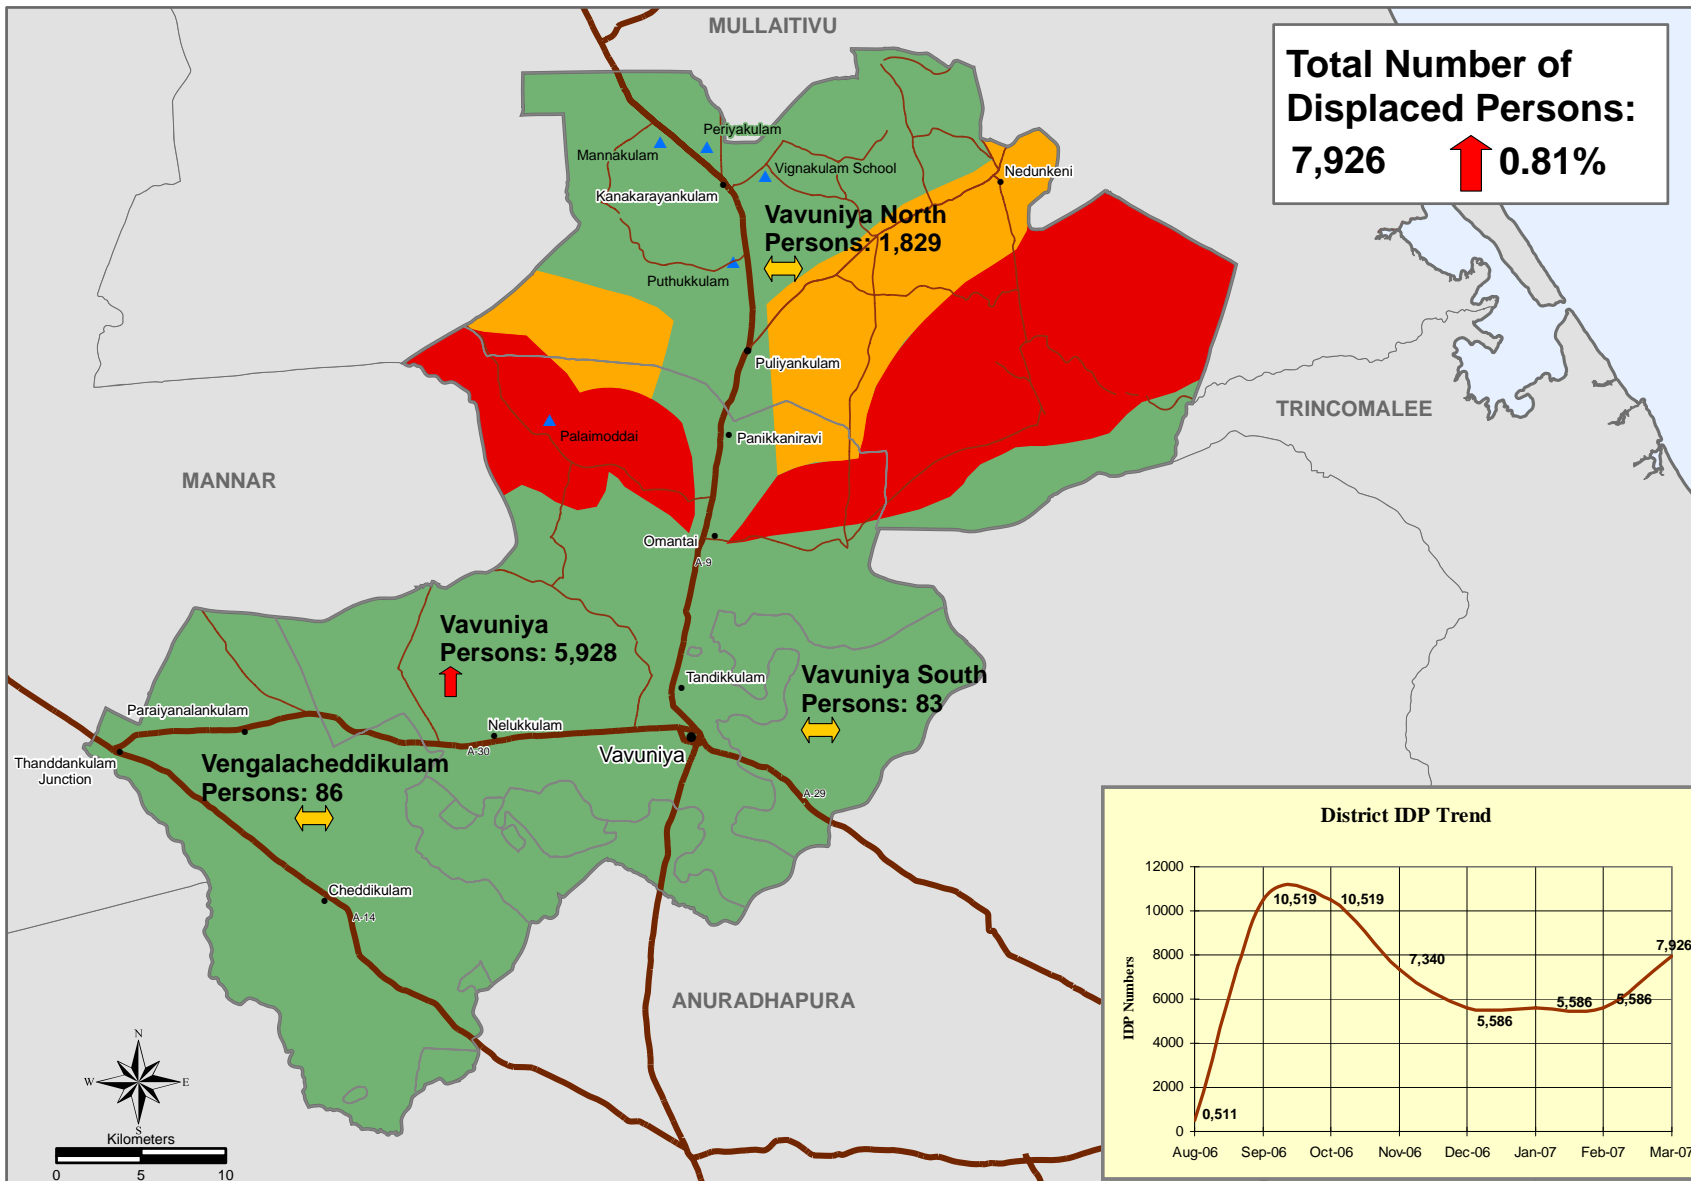 MULLAITIVU
Total Number of
Displaced Persons:
7,926 0.81%
Periyakulam
Mannakulam
Vignakulam School
Nedunkeni
Kanakarayankulam
Vavuniya North
Persons: 1,829
Puthukkulam
Puliyankulam
TRINCOMALEE
Palaimoddai
Panikkaniravi
MANNAR
Omantai
A-9
Vavuniya
Persons: 5,928
Tandikkulam
Vavuniya South
Persons: 83
Paraiyanalankulam
Nelukkulam
A-30
Vavuniya
Thanddankulam
Junction
Vengalacheddikulam
Persons: 86
A-29
Cheddikulam
A-14
ANURADHAPURA
N
W E
S
Kilometers
0 5 10
District IDP Trend
IDP Numbers
12000
10000
8000
6000
4000
2000
0
0,511
10,519
10,519
7,340
5,586
5,586
5,586
7,926
Aug-06 Sep-06 Oct-06 Nov-06 Dec-06 Jan-07 Feb-07 Mar-07